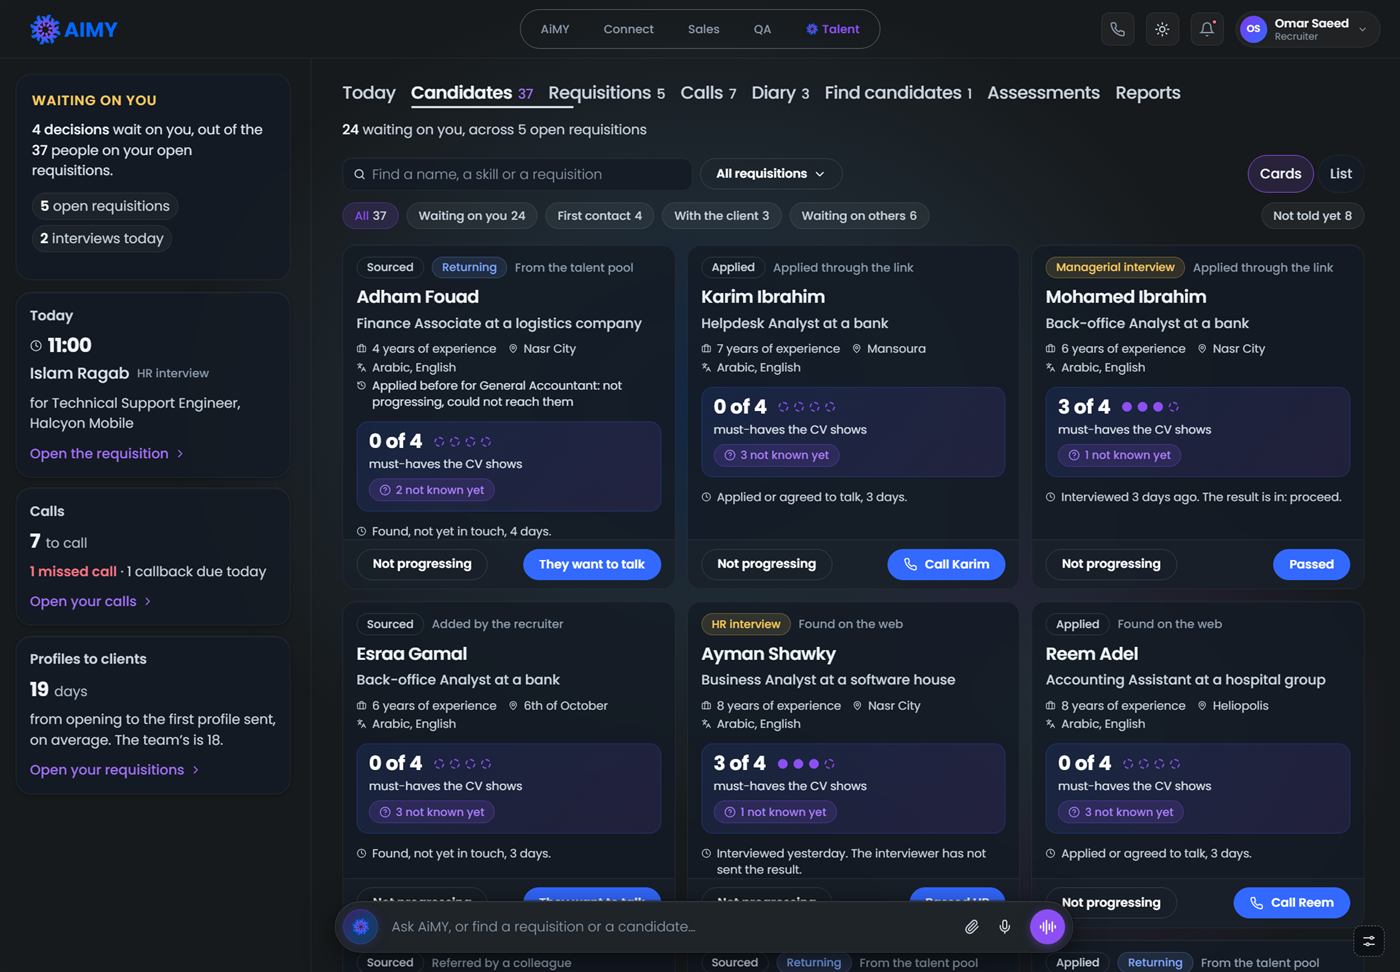 AiMY
AiMY
Connect
Sales
QA
Talent
OS
Omar Saeed
Recruiter
WAITING ON YOU
4 decisions wait on you, out of the
37 people on your open
requisitions.
5 open requisitions
2 interviews today
Today
11:00
Islam Ragab HR interview
for Technical Support Engineer,
Halcyon Mobile
Open the requisition
Calls
7 to call
1 missed call · 1 callback due today
Open your calls
Profiles to clients
19 days
from opening to the first profile sent,
on average. The team's is 18.
Open your requisitions
Today Candidates 37 Requisitions 5 Calls 7 Diary 3 Find candidates 1 Assessments Reports
24 waiting on you, across 5 open requisitions
Find a name, a skill or a requisition
All requisitions
Cards
List
All 37
Waiting on you 24
First contact 4
With the client 3
Waiting on others 6
Not told yet 8
Sourced Returning From the talent pool
Adham Fouad
Finance Associate at a logistics company
4 years of experience Nasr City
Arabic, English
Applied before for General Accountant: not
progressing, could not reach them
0 of 4
must-haves the CV shows
2 not known yet
Found, not yet in touch, 4 days.
Not progressing
They want to talk
Applied Applied through the link
Karim Ibrahim
Helpdesk Analyst at a bank
7 years of experience Mansoura
Arabic, English
0 of 4
must-haves the CV shows
3 not known yet
Applied or agreed to talk, 3 days.
Not progressing
Call Karim
Managerial interview Applied through the link
Mohamed Ibrahim
Back-office Analyst at a bank
6 years of experience Nasr City
Arabic, English
3 of 4
must-haves the CV shows
1 not known yet
Interviewed 3 days ago. The result is in: proceed.
Not progressing
Passed
Sourced Added by the recruiter
Esraa Gamal
Back-office Analyst at a bank
6 years of experience 6th of October
Arabic, English
0 of 4
must-haves the CV shows
3 not known yet
Found, not yet in touch, 3 days.
Not progressing
They want to talk
HR interview Found on the web
Ayman Shawky
Business Analyst at a software house
8 years of experience Nasr City
Arabic, English
3 of 4
must-haves the CV shows
1 not known yet
Interviewed yesterday. The interviewer has not
sent the result.
Not progressing
Passed HR
Applied Found on the web
Reem Adel
Accounting Assistant at a hospital group
8 years of experience Heliopolis
Arabic, English
0 of 4
must-haves the CV shows
3 not known yet
Applied or agreed to talk, 3 days.
Not progressing
Call Reem
Ask AiMY, or find a requisition or a candidate...
Sourced Referred by a colleague
Sourced Returning From the talent pool
Applied Returning From the talent pool